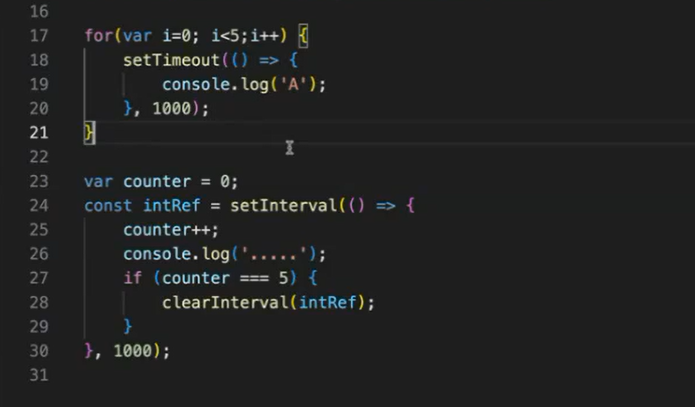 16
17 for(var i=0; i<5;i++) {
18     setTimeout(() => {
19         console.log('A');
20     }, 1000);
21 }
22
23 var counter = 0;
24 const intRef = setInterval(() => {
25     counter++;
26     console.log('.....');
27     if (counter === 5) {
28         clearInterval(intRef);
29     }
30 }, 1000);
31